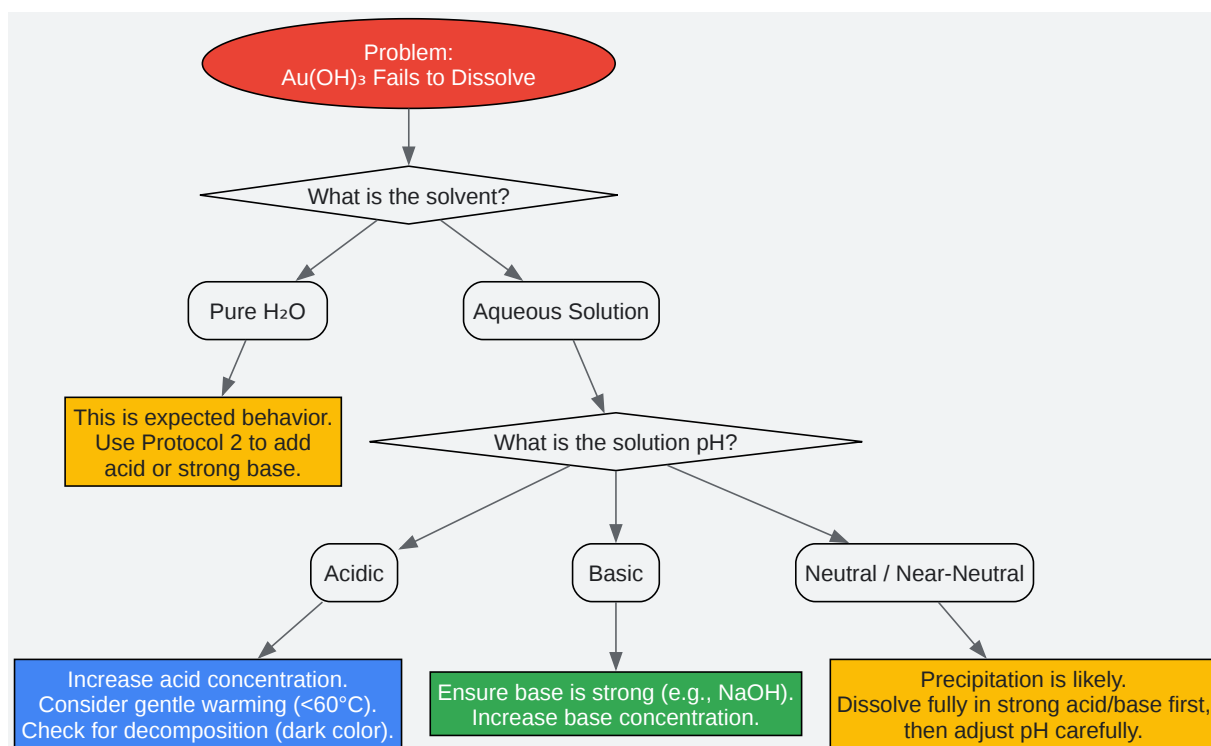 Problem:
Au(OH)₃ Fails to Dissolve
What is the solvent?
Pure H₂O
Aqueous Solution
This is expected behavior.
Use Protocol 2 to add
acid or strong base.
What is the solution pH?
Acidic
Basic
Neutral / Near-Neutral
Increase acid concentration.
Consider gentle warming (<60°C).
Check for decomposition (dark color).
Ensure base is strong (e.g., NaOH).
Increase base concentration.
Precipitation is likely.
Dissolve fully in strong acid/base first,
then adjust pH carefully.